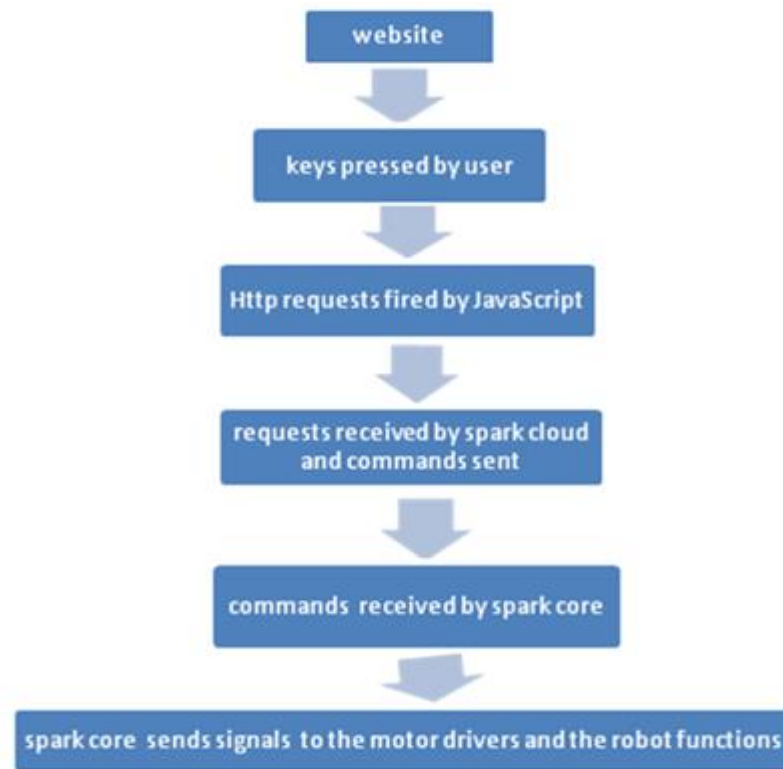 website
keys pressed by user
Http requests fired by JavaScript
requests received by spark cloud
and commands sent
commands received by spark core
spark core sends signals to the motor drivers and the robot functions